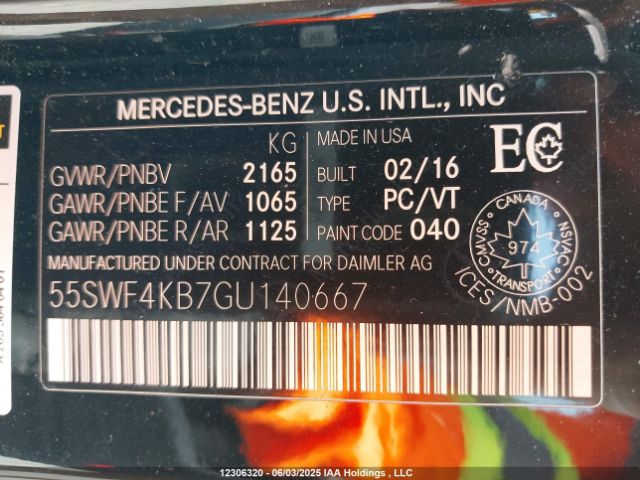 MERCEDES-BENZ U.S. INTL., INC
KG
MADE IN USA
GVWR/PNBV 2165
BUILT 02/16
EC
GAWR/PNBE F/AV 1065
TYPE PC/VT
GAWR/PNBE R/AR 1125
PAINT CODE 040
MANUFACTURED UNDER CONTRACT FOR DAIMLER AG
CANADA
CMVSS
974
NSVAC
TRANSPORT
ICES/NMB-002
55SWF4KB7GU140667
12306320 - 06/03/2025 IAA Holdings , LLC